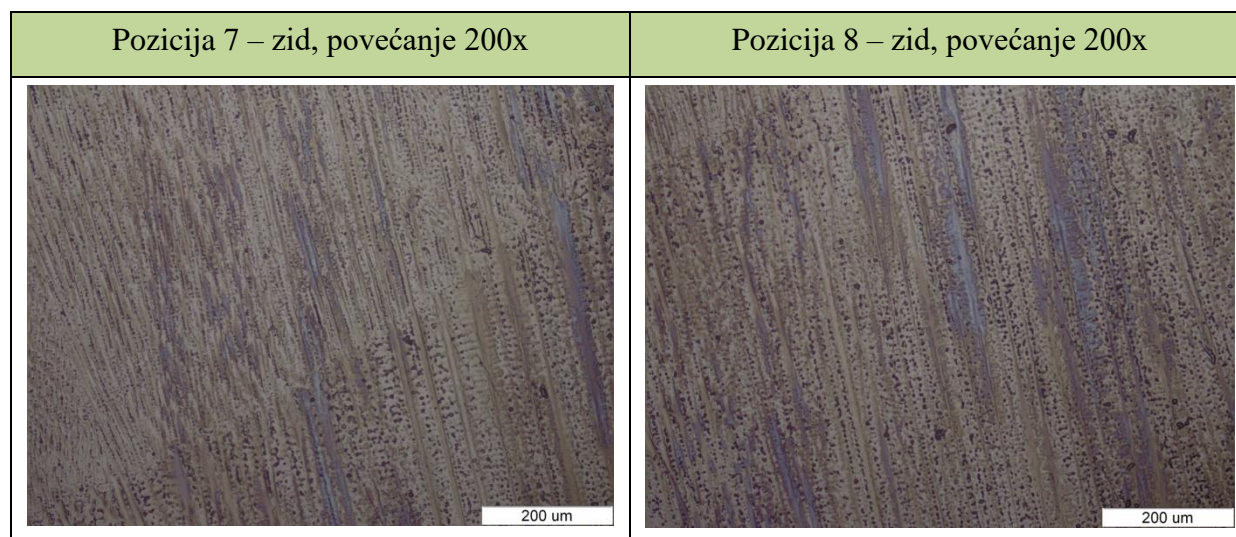 Pozicija 7 – zid, povećanje 200x
Pozicija 8 – zid, povećanje 200x
200 um
200 um